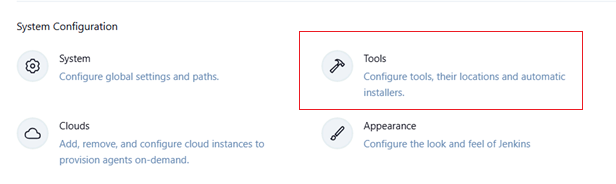 System Configuration
System
Configure global settings and paths.
Tools
Configure tools, their locations and automatic
installers.
Clouds
Add, remove, and configure cloud instances to
provision agents on-demand.
Appearance
Configure the look and feel of Jenkins